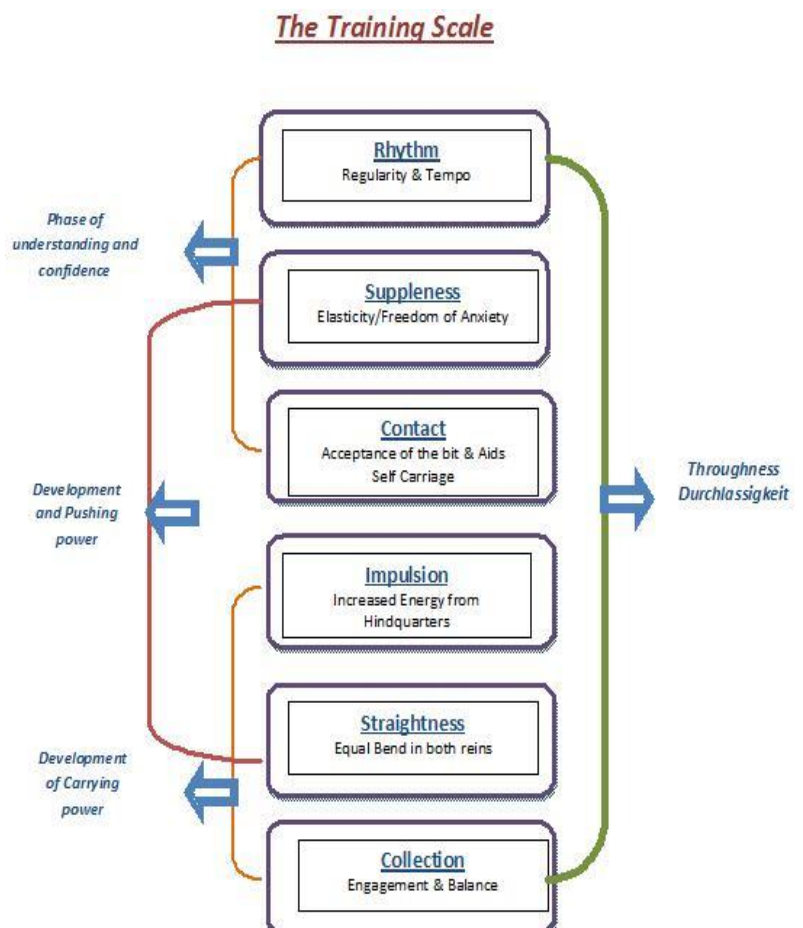 The Training Scale
Rhythm
Regularity & Tempo
Phase of
understanding and
confidence
Suppleness
Elasticity/Freedom of Anxiety
Contact
Acceptance of the bit & Aids
Self Carriage
Development
and Pushing
power
Throughness
Durchlassigkeit
Impulsion
Increased Energy from
Hindquarters
Straightness
Equal Bend in both reins
Development
of Carrying
power
Collection
Engagement & Balance